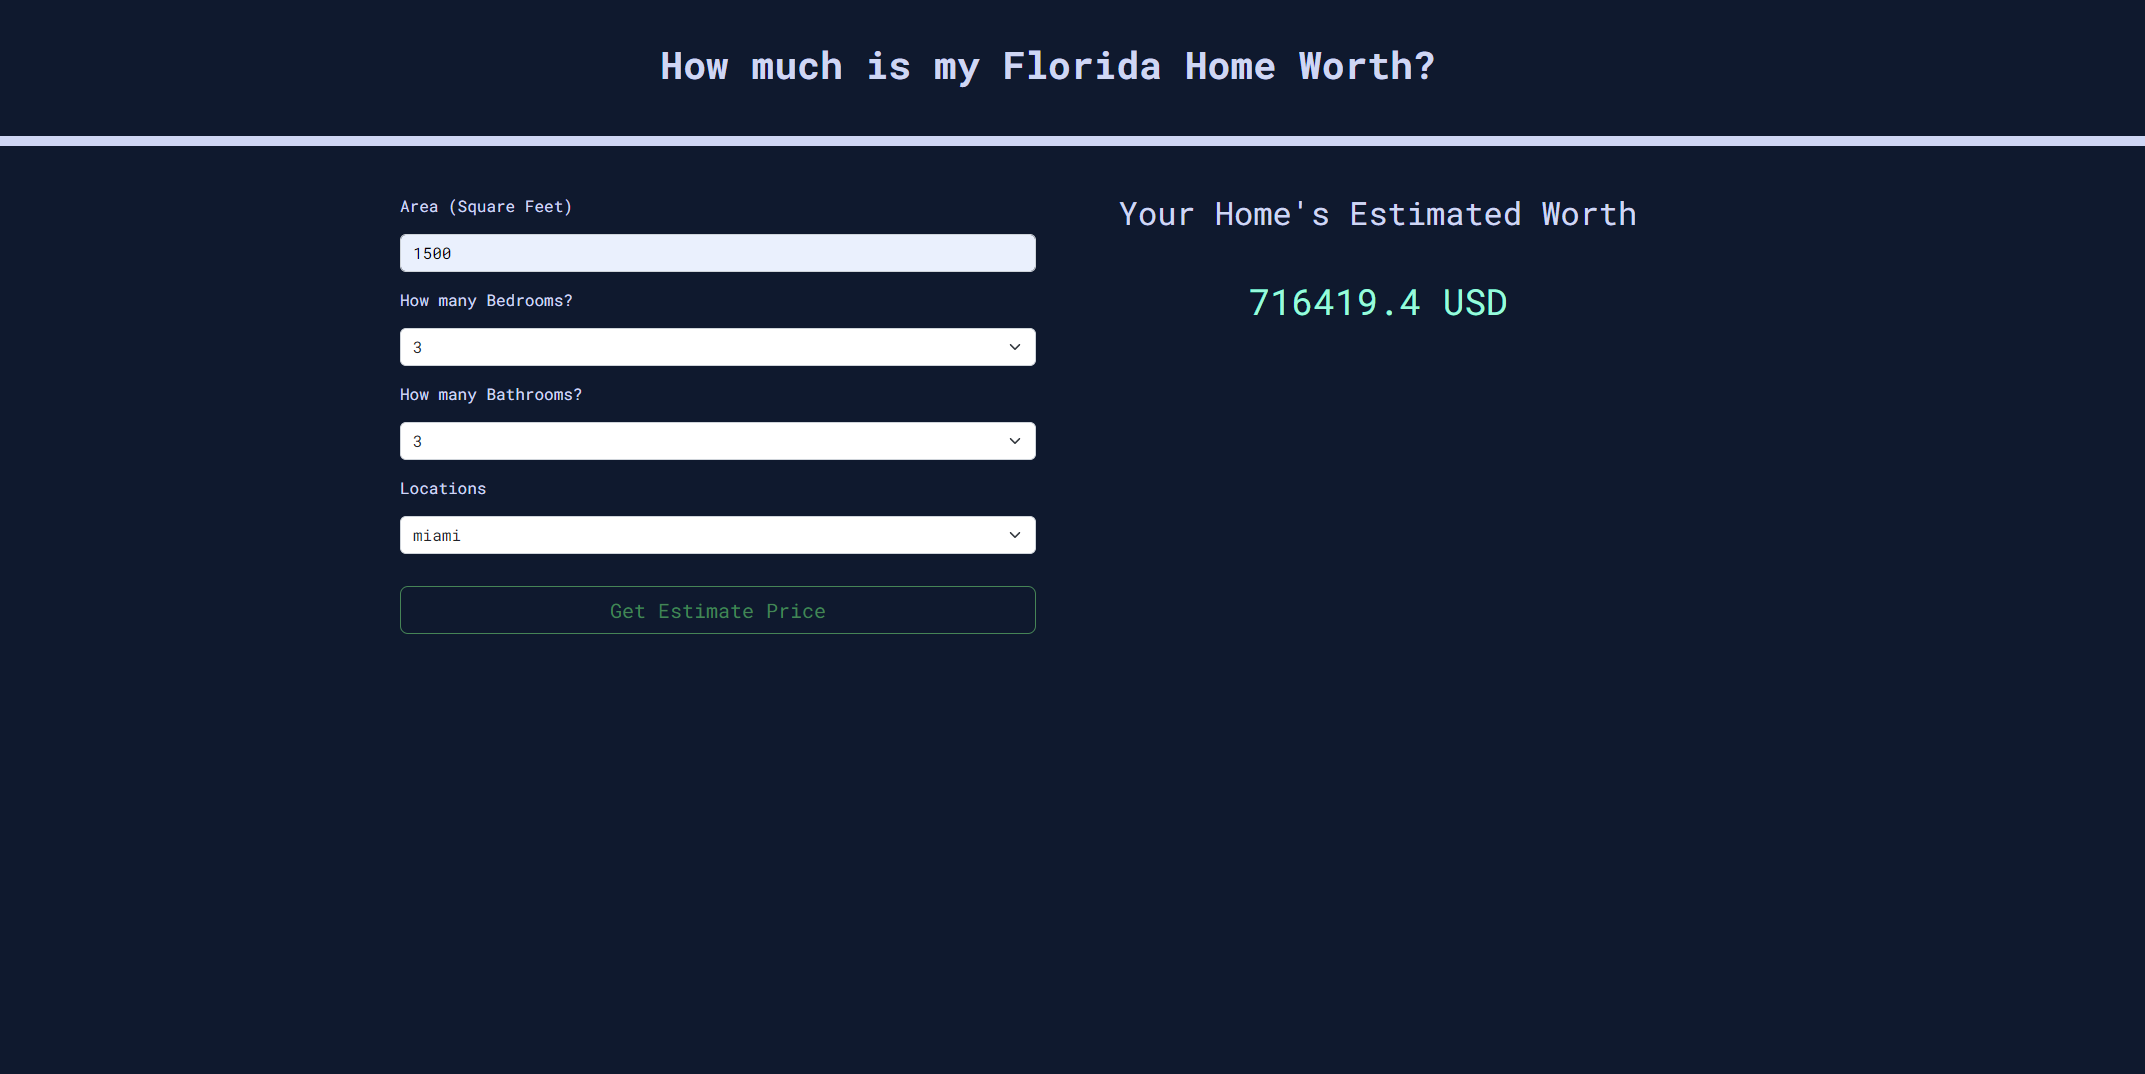 How much is my Florida Home Worth?
Area (Square Feet)
1500
How many Bedrooms?
3
How many Bathrooms?
3
Locations
miami
Get Estimate Price
Your Home's Estimated Worth
716419.4 USD